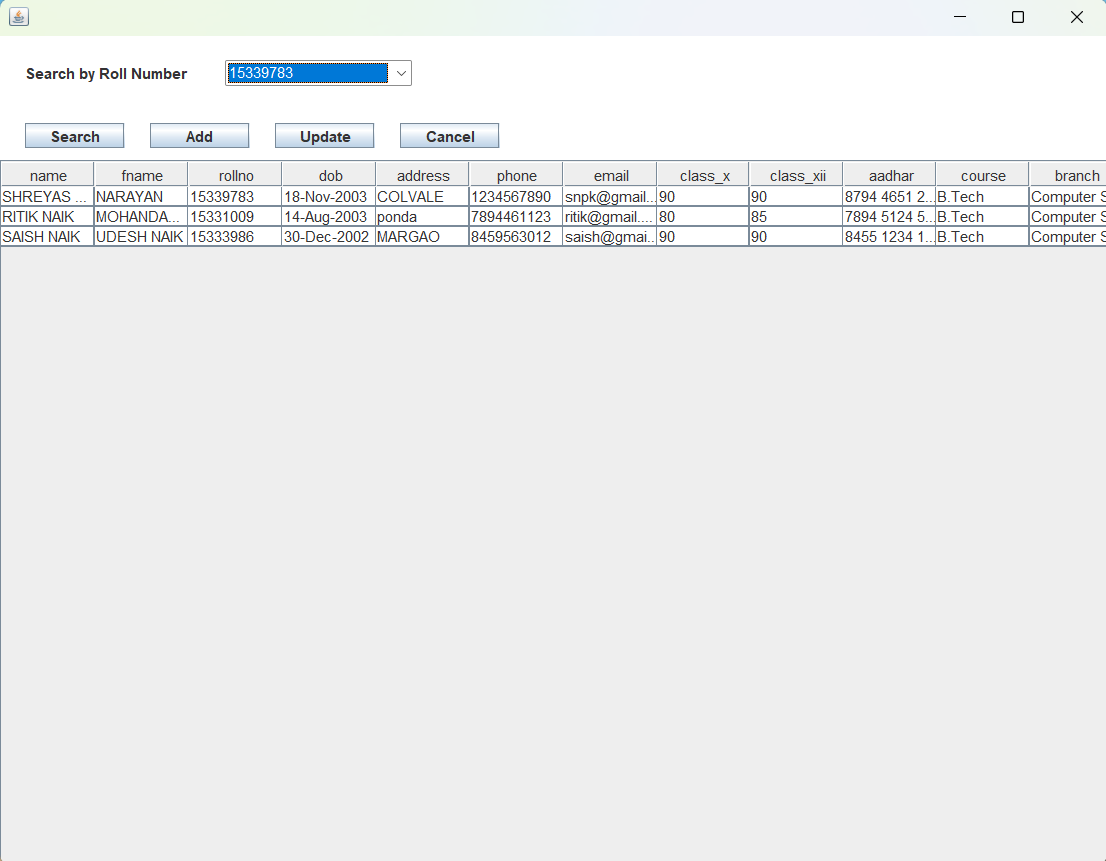 Search by Roll Number 15339783
Search Add Update Cancel
name fname rollno dob address phone email class_x class_xii aadhar course branch
SHREYAS ... NARAYAN 15339783 18-Nov-2003 COLVALE 1234567890 snpk@gmail... 90 90 8794 4651 2... B.Tech Computer S
RITIK NAIK MOHANDA... 15331009 14-Aug-2003 ponda 7894461123 ritik@gmail.... 80 85 7894 5124 5... B.Tech Computer S
SAISH NAIK UDESH NAIK 15333986 30-Dec-2002 MARGAO 8459563012 saish@gmai... 90 90 8455 1234 1... B.Tech Computer S